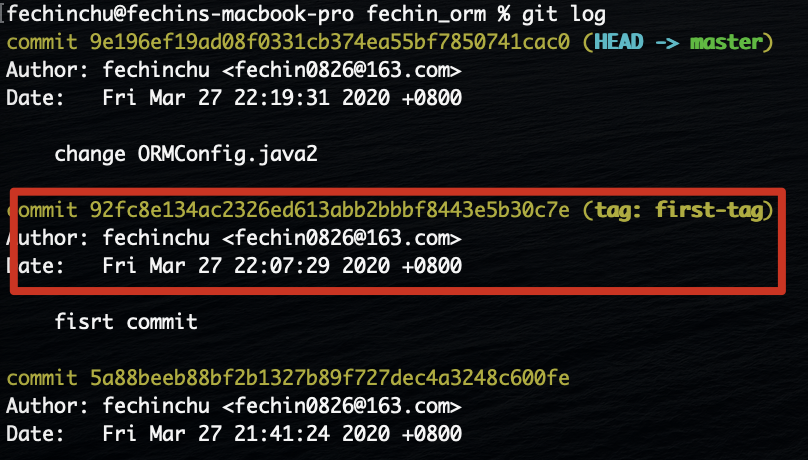 fechinchu@fechins-macbook-pro fechin_orm % git log
commit 9e196ef19ad08f0331cb374ea55bf7850741cac0 (HEAD -> master)
Author: fechinchu <fechin0826@163.com>
Date:   Fri Mar 27 22:19:31 2020 +0800
change ORMConfig.java2
commit 92fc8e134ac2326ed613abb2bbbf8443e5b30c7e (tag: first-tag)
Author: fechinchu <fechin0826@163.com>
Date:   Fri Mar 27 22:07:29 2020 +0800
fisrt commit
commit 5a88beeb88bf2b1327b89f727dec4a3248c600fe
Author: fechinchu <fechin0826@163.com>
Date:   Fri Mar 27 21:41:24 2020 +0800